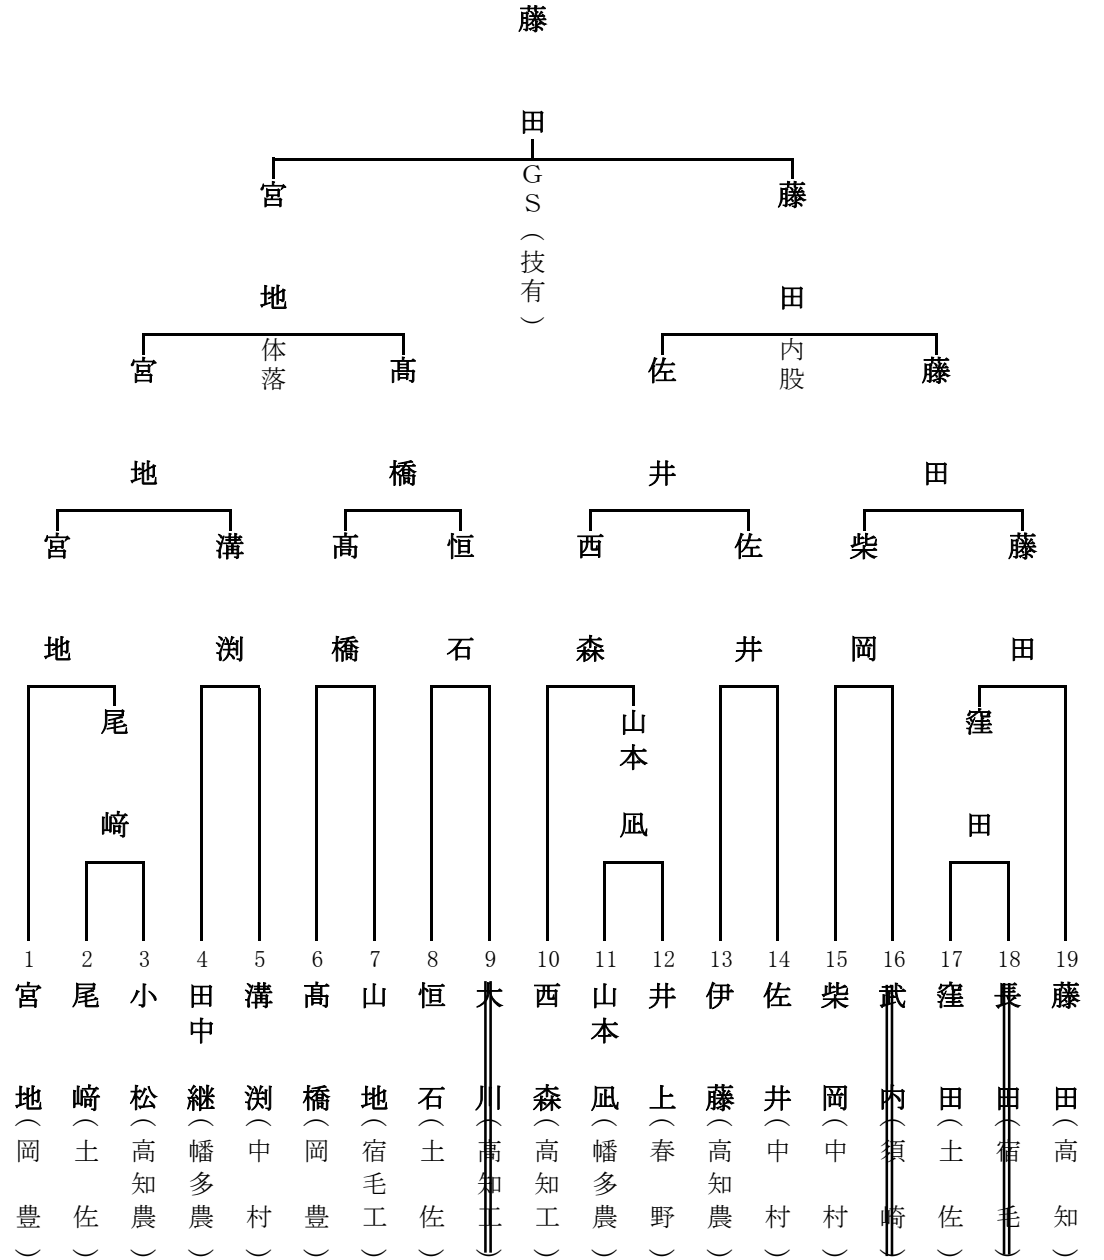 藤田
GS（技有）
宮地
藤田
体落
内股
宮地
髙橋
佐井
藤田
宮地
溝渕
髙橋
恒石
西森
佐井
柴岡
藤田
尾﨑
山本凪
窪田
1 宮地（岡豊）
2 尾﨑（土佐）
3 小松（高知農）
4 田中継（幡多農）
5 溝渕（中村）
6 髙橋（岡豊）
7 山地（宿毛工）
8 恒石（土佐）
9 大川（高知工）
10 西森（高知工）
11 山本凪（幡多農）
12 井上（春野）
13 伊藤（高知農）
14 佐井（中村）
15 柴岡（中村）
16 武内（須崎）
17 窪田（土佐）
18 長田（宿毛）
19 藤田（高知）